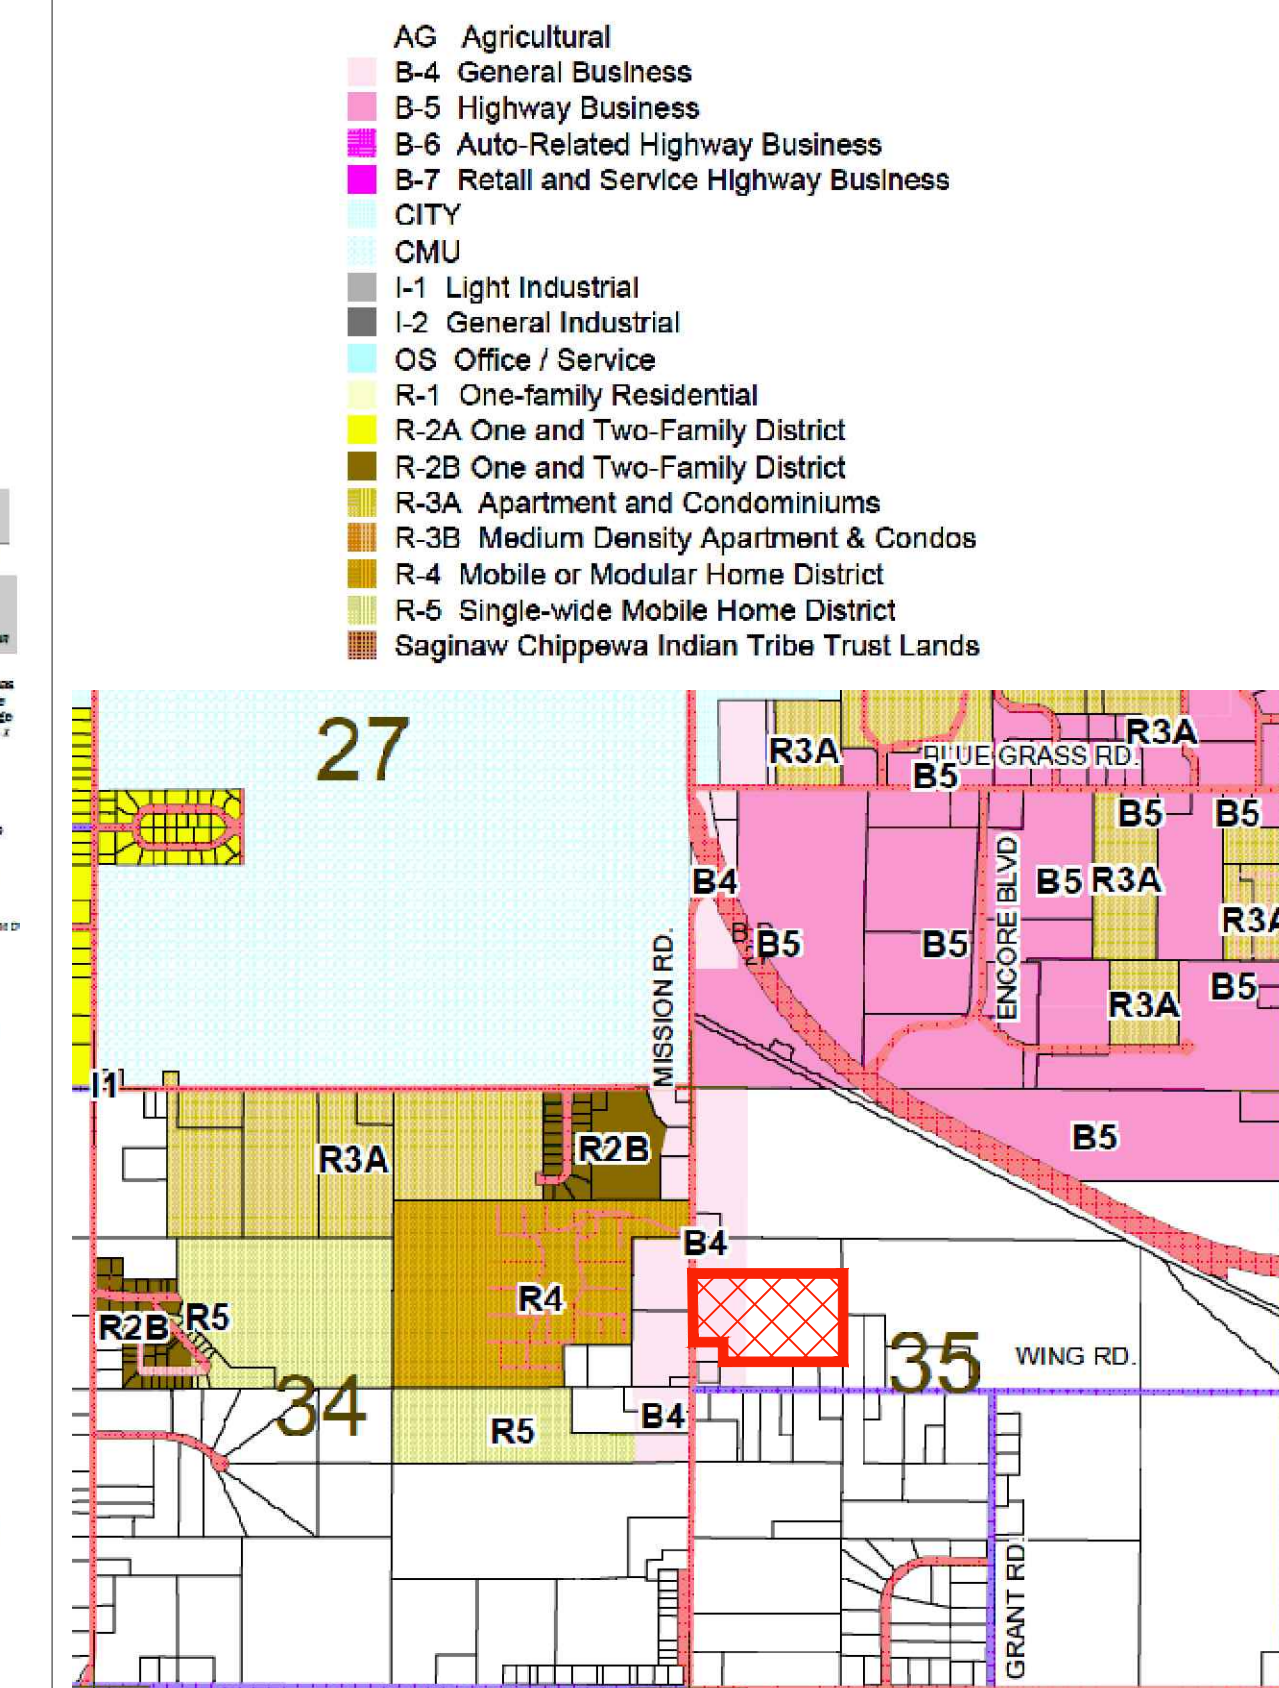 AG Agricultural
B-4 General Business
B-5 Highway Business
B-6 Auto-Related Highway Business
B-7 Retail and Service Highway Business
CITY
CMU
I-1 Light Industrial
I-2 General Industrial
OS Office / Service
R-1 One-family Residential
R-2A One and Two-Family District
R-2B One and Two-Family District
R-3A Apartment and Condominiums
R-3B Medium Density Apartment & Condos
R-4 Mobile or Modular Home District
R-5 Single-wide Mobile Home District
Saginaw Chippewa Indian Tribe Trust Lands
27
R3A
R3A
BLUE GRASS RD.
B5
B5
B5
B4
ENCORE BLVD
B5
R3A
R3A
B5
B5
MISSION RD.
B5
R3A
I1
B5
R3A
R2B
B4
R4
R2B
R5
35
WING RD.
34
B4
R5
GRANT RD.